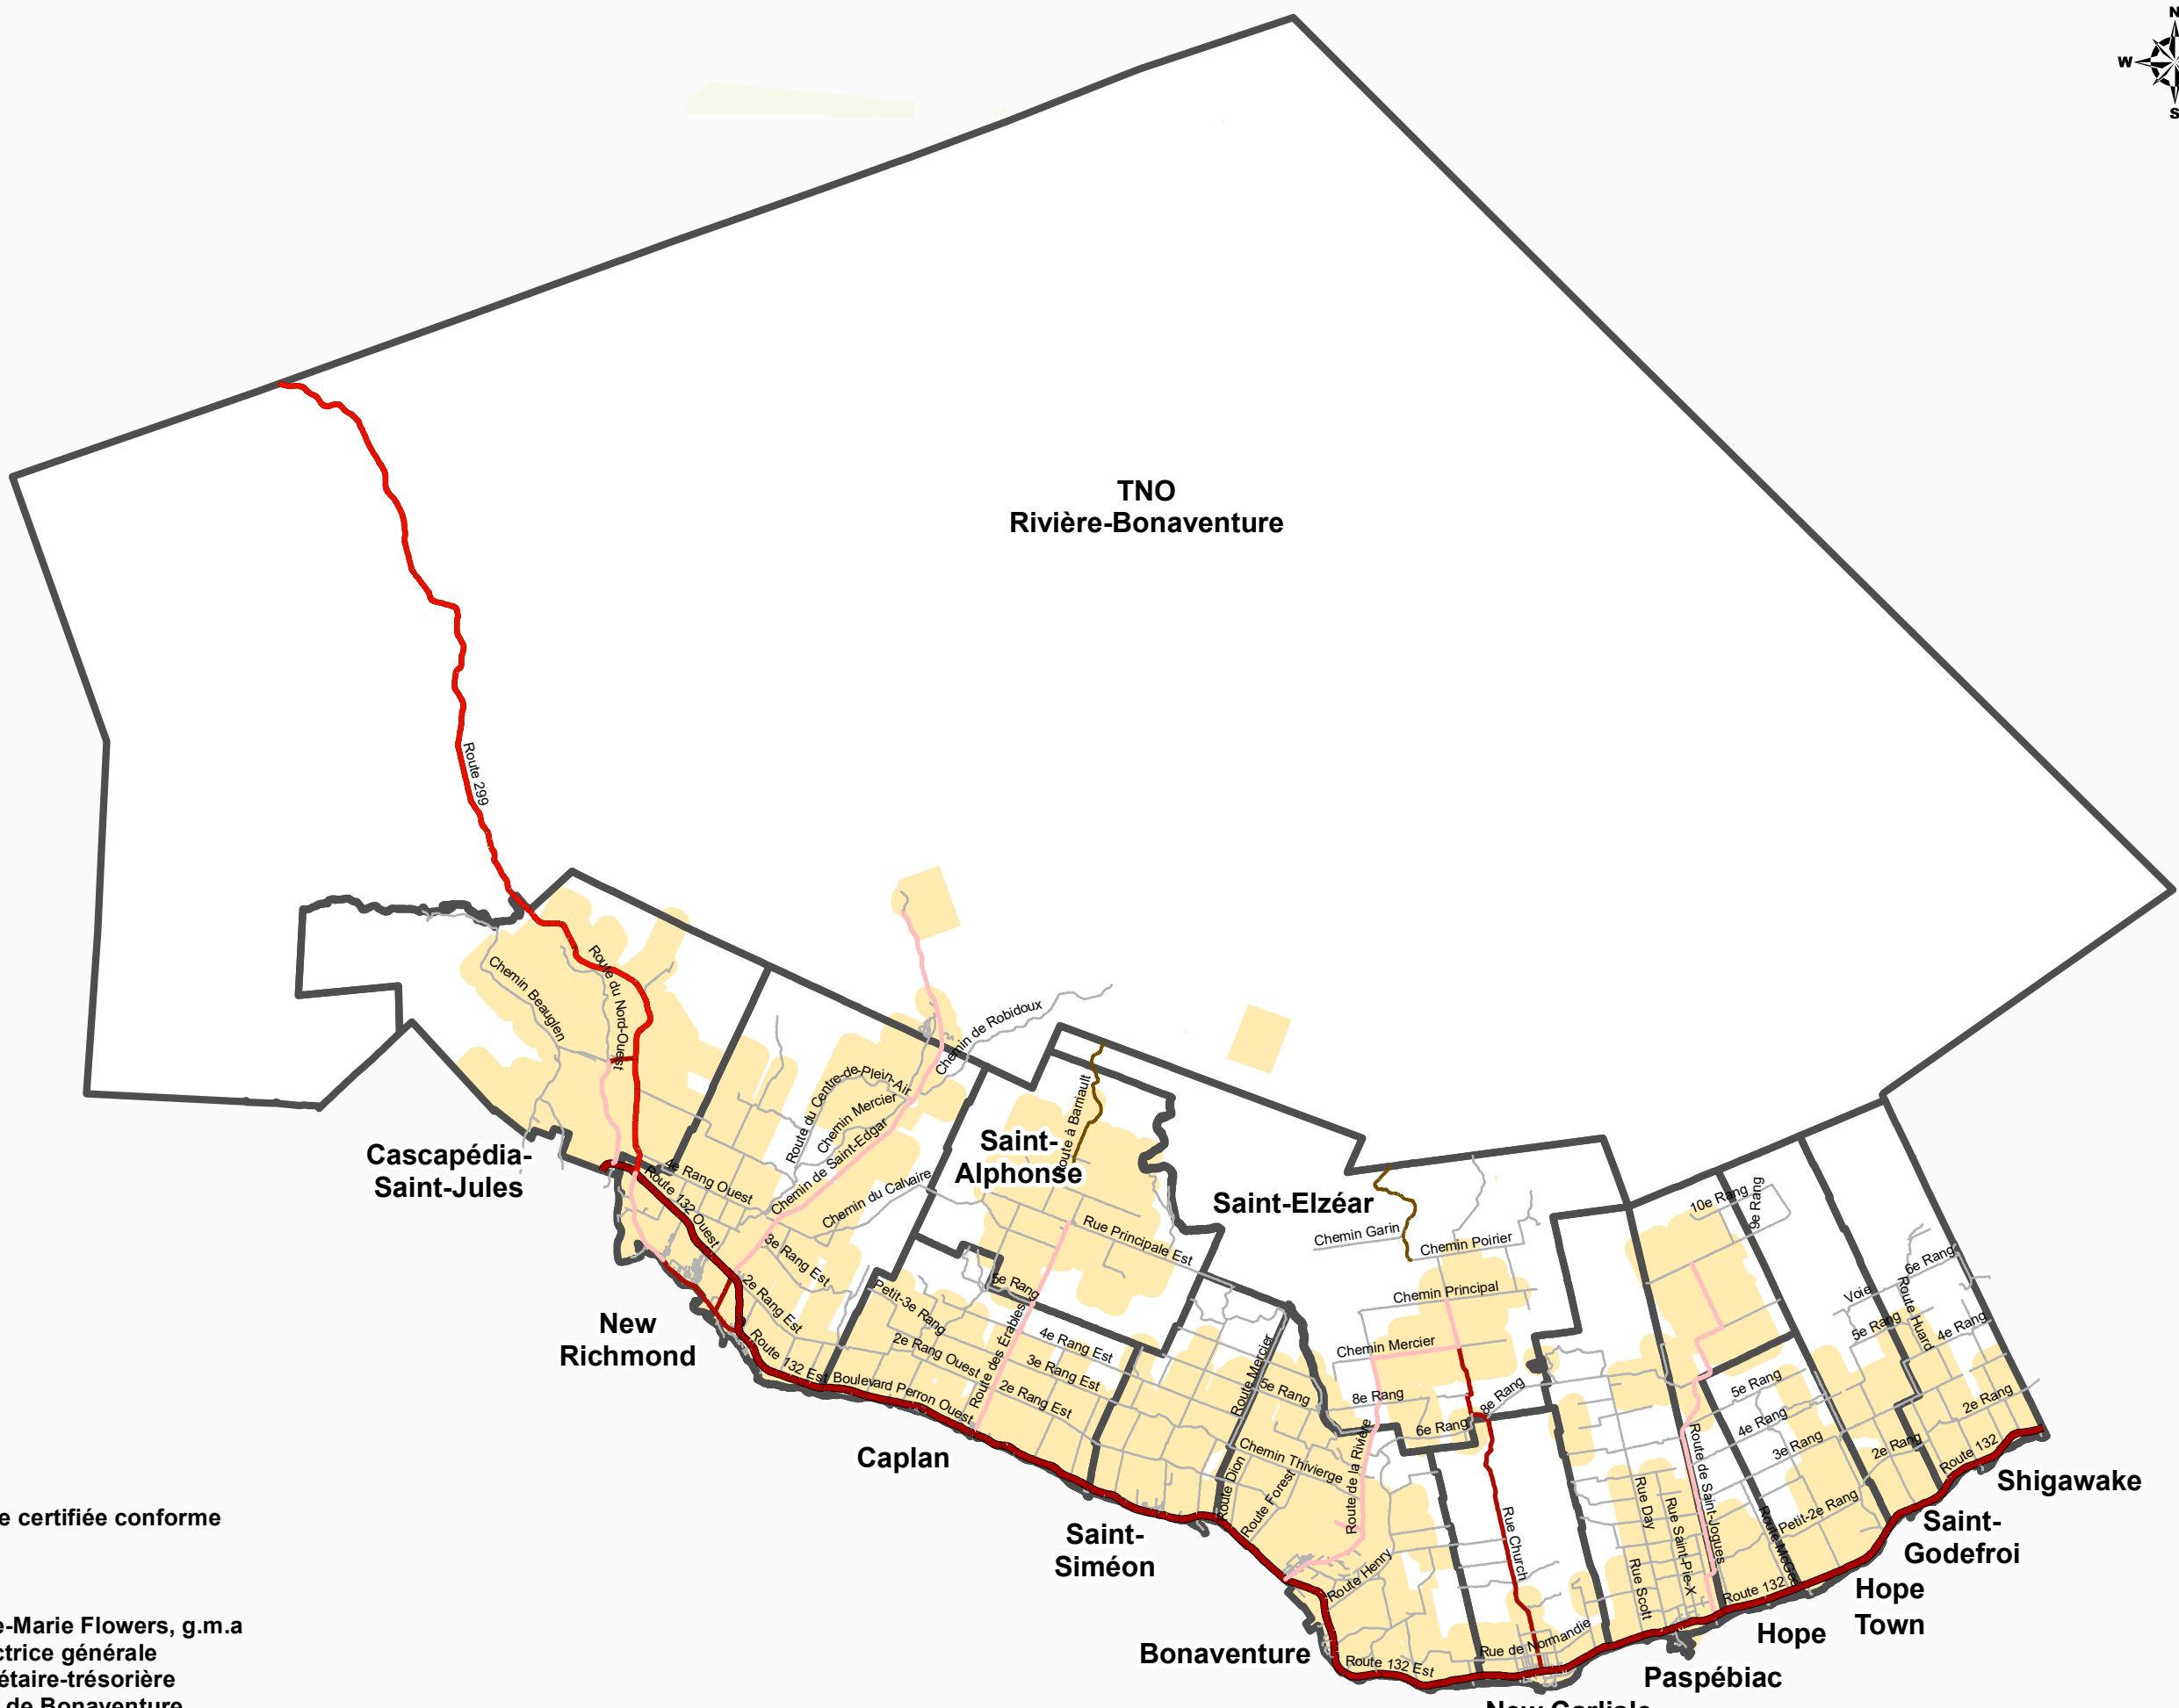 N
W
S
TNO
Rivière-Bonaventure
Route 299
Chemin Beauglen
Route du Nord-Ouest
Chemin de Robidoux
Route du Centre-de-Plein-Air
Chemin Mercier
Chemin de Saint-Edgar
Chemin du Calvaire
Route à Barriault
Saint-
Alphonse
Cascapédia-
Saint-Jules
4e Rang Ouest
Route 132 Ouest
Rue Principale Est
Saint-Elzéar
Chemin Garin
Chemin Poirier
10e Rang
9e Rang
3e Rang Est
2e Rang Est
5e Rang
Petit-3e Rang
Chemin Principal
Voie
6e Rang
Route Huard
5e Rang
4e Rang
New
Richmond
Route 132 Est
Boulevard Perron Ouest
2e Rang Ouest
Route des Érables
4e Rang Est
3e Rang Est
2e Rang Est
Route Mercier
5e Rang
Chemin Mercier
8e Rang
8e Rang
6e Rang
5e Rang
4e Rang
3e Rang
2e Rang
2e Rang
Caplan
Chemin Thivierge
Route Dion
Route Forest
Route de la Rivière
Route 132
Shigawake
e certifiée conforme
Saint-
Siméon
Route Henry
Rue Church
Rue Day
Rue Saint-Pie-X
Rue Scott
Route de Saint-Jogues
Petit-2e Rang
Route McGee
Route 132
Saint-
Godefroi
Hope
Town
e-Marie Flowers, g.m.a
ctrice générale
étaire-trésorière
de Bonaventure
Bonaventure
Route 132 Est
Rue de Normandie
Hope
Paspébiac
New Carlisle